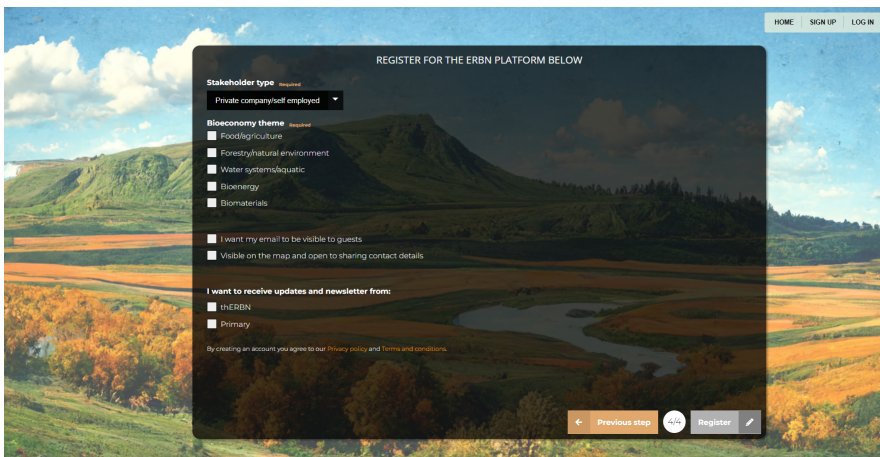 HOME SIGN UP LOG IN
REGISTER FOR THE ERBN PLATFORM BELOW
Stakeholder type Required
Private company/self employed
Bioeconomy theme Required
Food/agriculture
Forestry/natural environment
Water systems/aquatic
Bioenergy
Biomaterials
I want my email to be visible to guests
Visible on the map and open to sharing contact details
I want to receive updates and newsletter from:
thERBN
Primary
By creating an account you agree to our Privacy policy and Terms and conditions.
Previous step 4/4 Register